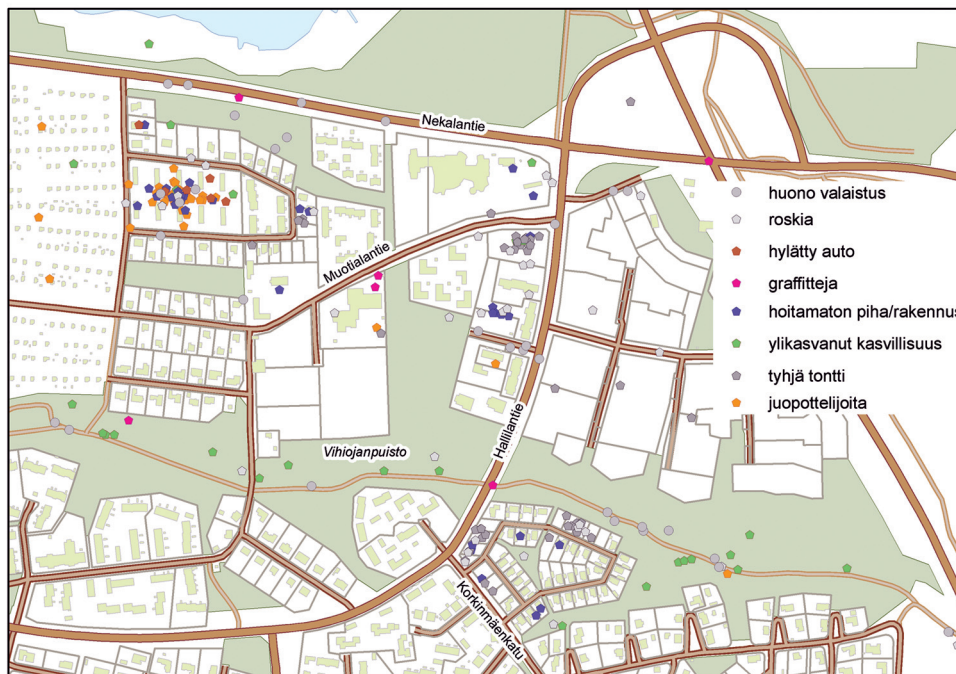 Nekalantie
Muotialantie
Hallilantie
Vihiojanpuisto
Korkinmäenkatu
huono valaistus
roskia
hylätty auto
graffitteja
hoitamaton piha/rakennus
ylikasvanut kasvillisuus
tyhjä tontti
juopottelijoita